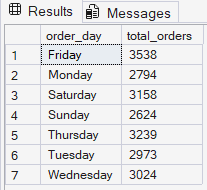 Results Messages
order_day total_orders
1 Friday 3538
2 Monday 2794
3 Saturday 3158
4 Sunday 2624
5 Thursday 3239
6 Tuesday 2973
7 Wednesday 3024